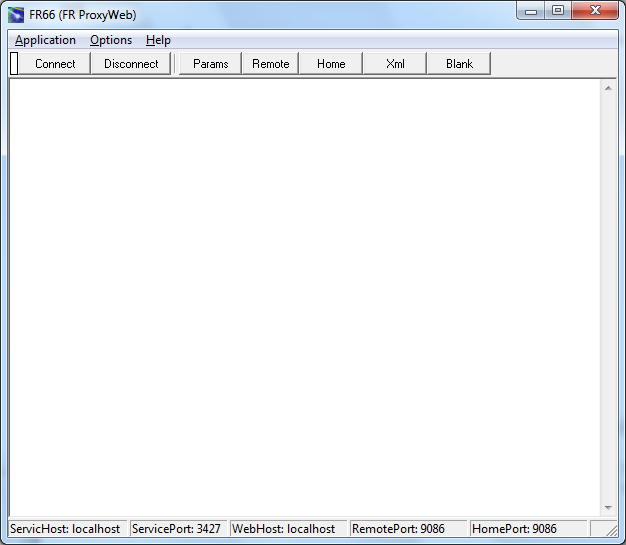 FR66 (FR ProxyWeb)
Application Options Help
Connect Disconnect Params Remote Home Xml Blank
ServicHost: localhost ServicePort: 3427 WebHost: localhost RemotePort: 9086 HomePort: 9086